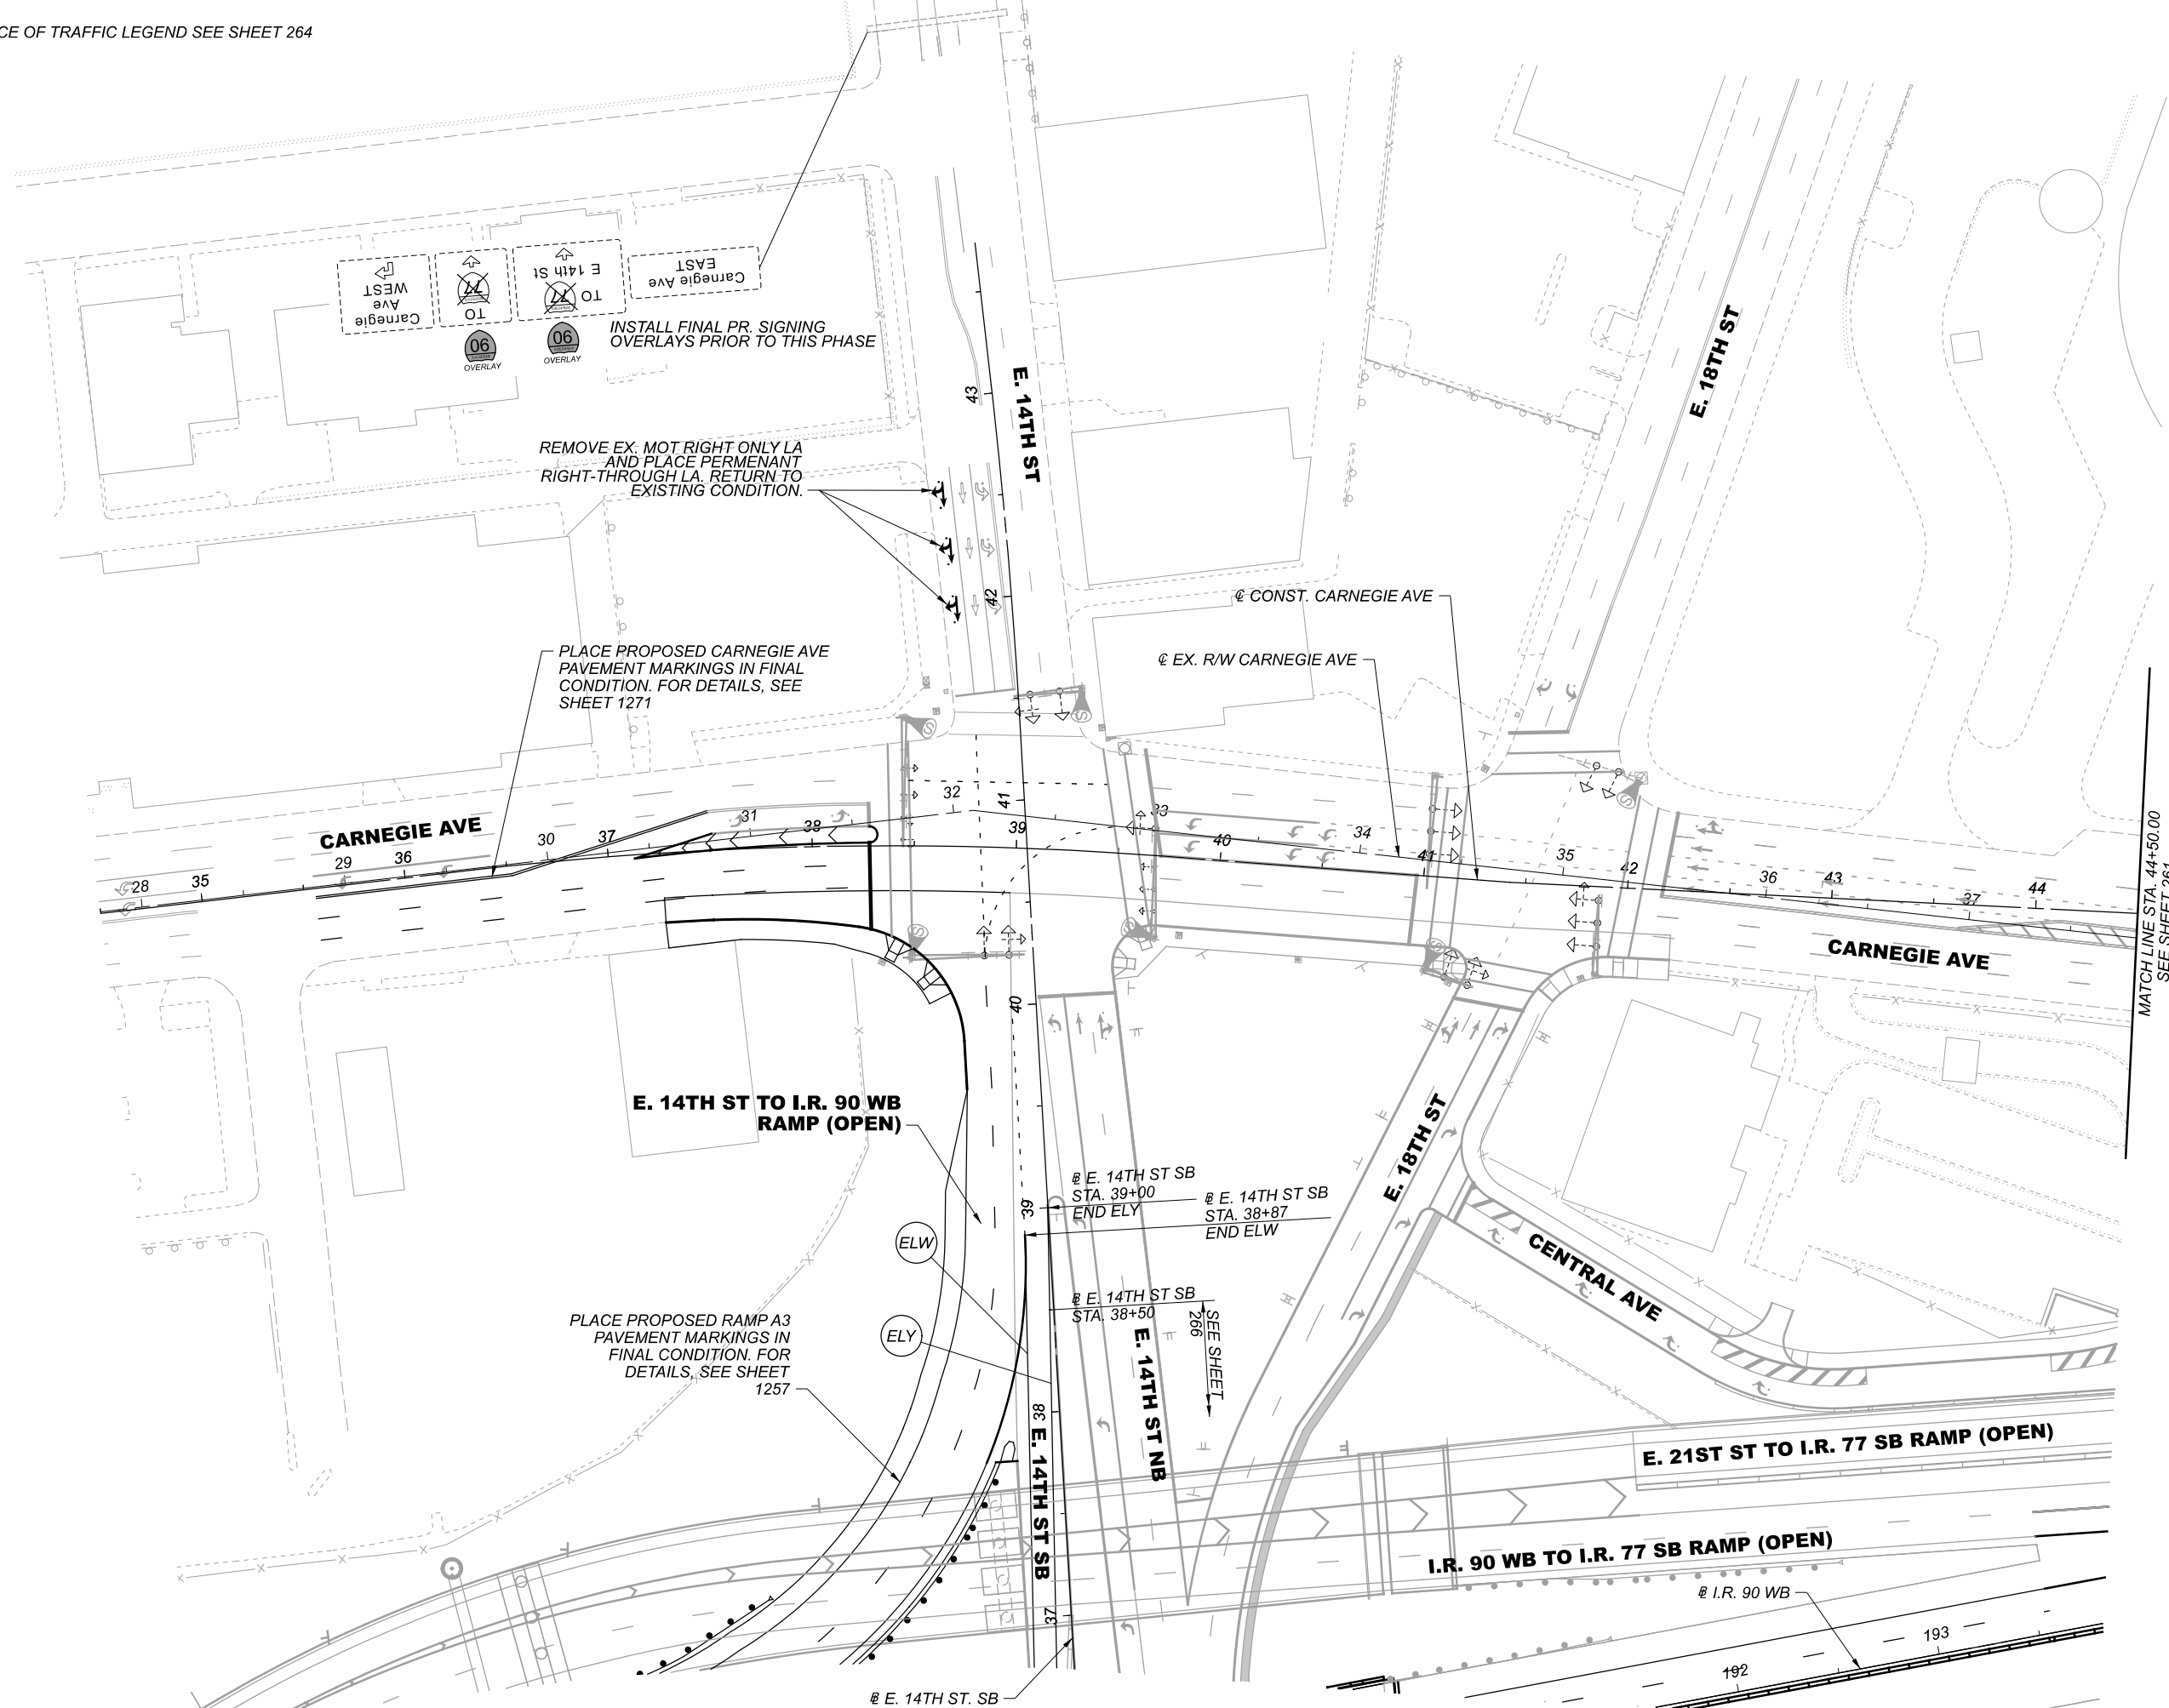 CE OF TRAFFIC LEGEND SEE SHEET 264
Carnegie
Ave
WEST
TO
77
TO
77
E 14th St
Carnegie Ave
EAST
90
OVERLAY
90
OVERLAY
INSTALL FINAL PR. SIGNING
OVERLAYS PRIOR TO THIS PHASE
E. 14TH ST
43
42
E. 18TH ST
REMOVE EX. MOT RIGHT ONLY LA
AND PLACE PERMENANT
RIGHT-THROUGH LA. RETURN TO
EXISTING CONDITION.
℄ CONST. CARNEGIE AVE
℄ EX. R/W CARNEGIE AVE
PLACE PROPOSED CARNEGIE AVE
PAVEMENT MARKINGS IN FINAL
CONDITION. FOR DETAILS, SEE
SHEET 1271
S
S
S
S
S
S
CARNEGIE AVE
28
29
30
31
32
33
34
35
36
37
35
36
37
38
39
40
41
42
43
44
41
40
39
38
37
CARNEGIE AVE
MATCH LINE STA. 44+50.00
SEE SHEET 261
E. 14TH ST TO I.R. 90 WB
RAMP (OPEN)
ELW
ELY
℄ E. 14TH ST SB
STA. 39+00
END ELY
℄ E. 14TH ST SB
STA. 38+87
END ELW
℄ E. 14TH ST SB
STA. 38+50
SEE SHEET
266
PLACE PROPOSED RAMP A3
PAVEMENT MARKINGS IN
FINAL CONDITION. FOR
DETAILS, SEE SHEET
1257
E. 14TH ST SB
E. 14TH ST NB
E. 18TH ST
CENTRAL AVE
E. 21ST ST TO I.R. 77 SB RAMP (OPEN)
I.R. 90 WB TO I.R. 77 SB RAMP (OPEN)
℄ I.R. 90 WB
192
193
℄ E. 14TH ST. SB